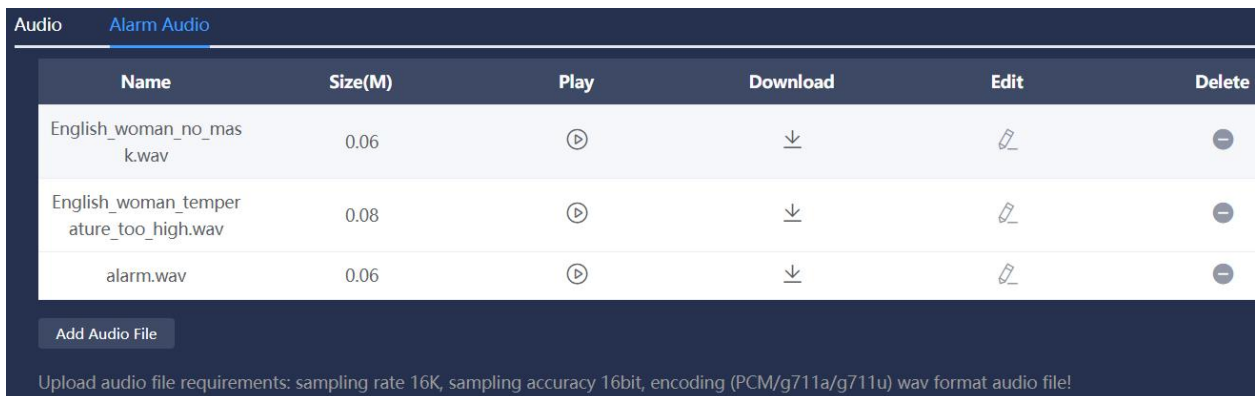 Audio Alarm Audio
Name Size(M) Play Download Edit Delete
English_woman_no_mas
k.wav
0.06
English_woman_temper
ature_too_high.wav
0.08
alarm.wav 0.06
Add Audio File
Upload audio file requirements: sampling rate 16K, sampling accuracy 16bit, encoding (PCM/g711a/g711u) wav format audio file!